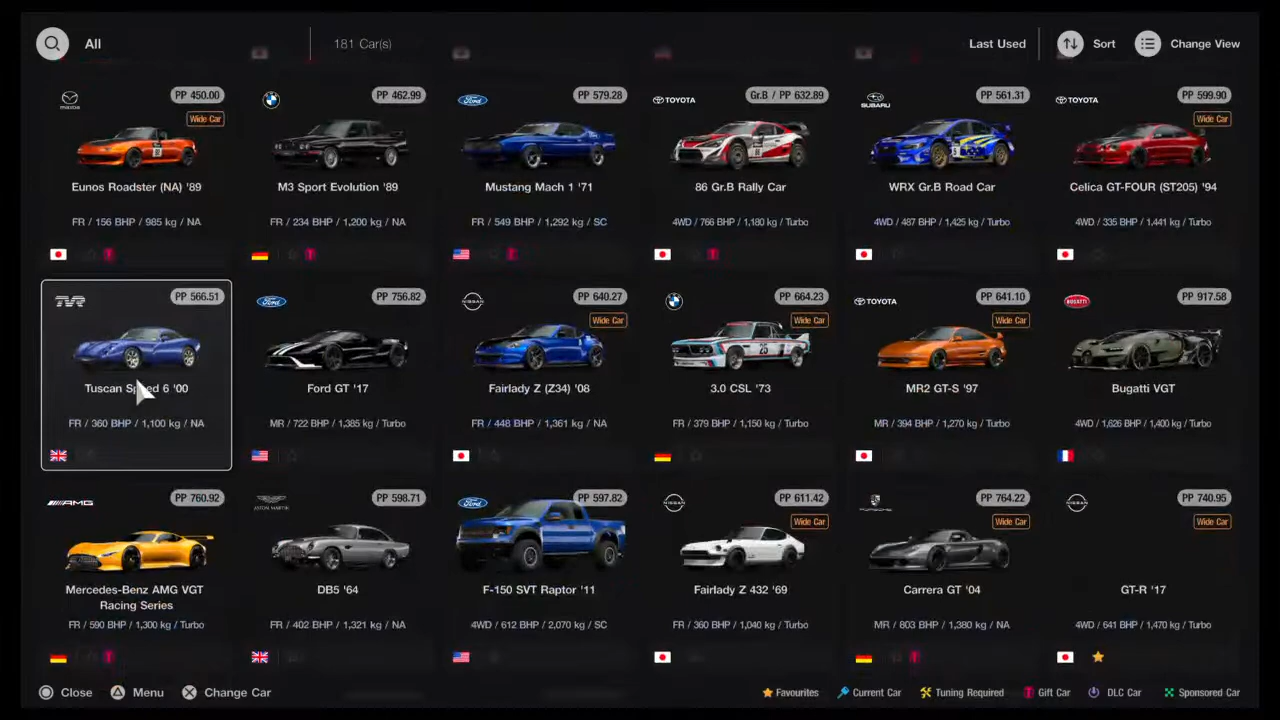 All
181 Car(s)
Last Used
Sort
Change View
mazda
PP 450.00
Wide Car
Eunos Roadster (NA) '89
FR / 156 BHP / 985 kg / NA
PP 462.99
M3 Sport Evolution '89
FR / 234 BHP / 1,200 kg / NA
Ford
PP 579.28
Mustang Mach 1 '71
FR / 549 BHP / 1,292 kg / SC
TOYOTA
Gr.B / PP 632.89
86 Gr.B Rally Car
4WD / 766 BHP / 1,180 kg / Turbo
SUBARU
PP 561.31
WRX Gr.B Road Car
4WD / 487 BHP / 1,425 kg / Turbo
TOYOTA
PP 599.90
Wide Car
Celica GT-FOUR (ST205) '94
4WD / 335 BHP / 1,441 kg / Turbo
TVR
PP 566.51
Tuscan Speed 6 '00
FR / 360 BHP / 1,100 kg / NA
Ford
PP 756.82
Ford GT '17
MR / 722 BHP / 1,385 kg / Turbo
NISSAN
PP 640.27
Wide Car
Fairlady Z (Z34) '08
FR / 448 BHP / 1,361 kg / NA
PP 664.23
Wide Car
25
3.0 CSL '73
FR / 379 BHP / 1,150 kg / Turbo
TOYOTA
PP 641.10
Wide Car
MR2 GT-S '97
MR / 394 BHP / 1,270 kg / Turbo
BUGATTI
PP 917.58
Bugatti VGT
4WD / 1,626 BHP / 1,400 kg / Turbo
AMG
PP 760.92
Mercedes-Benz AMG VGT
Racing Series
FR / 590 BHP / 1,300 kg / Turbo
ASTON MARTIN
PP 598.71
DB5 '64
FR / 402 BHP / 1,321 kg / NA
Ford
PP 597.82
F-150 SVT Raptor '11
4WD / 612 BHP / 2,070 kg / SC
NISSAN
PP 611.42
Wide Car
Fairlady Z 432 '69
FR / 360 BHP / 1,040 kg / Turbo
PORSCHE
PP 764.22
Wide Car
Carrera GT '04
MR / 803 BHP / 1,380 kg / NA
NISSAN
PP 740.95
Wide Car
GT-R '17
4WD / 641 BHP / 1,470 kg / Turbo
Close
Menu
Change Car
Favourites
Current Car
Tuning Required
Gift Car
DLC Car
Sponsored Car